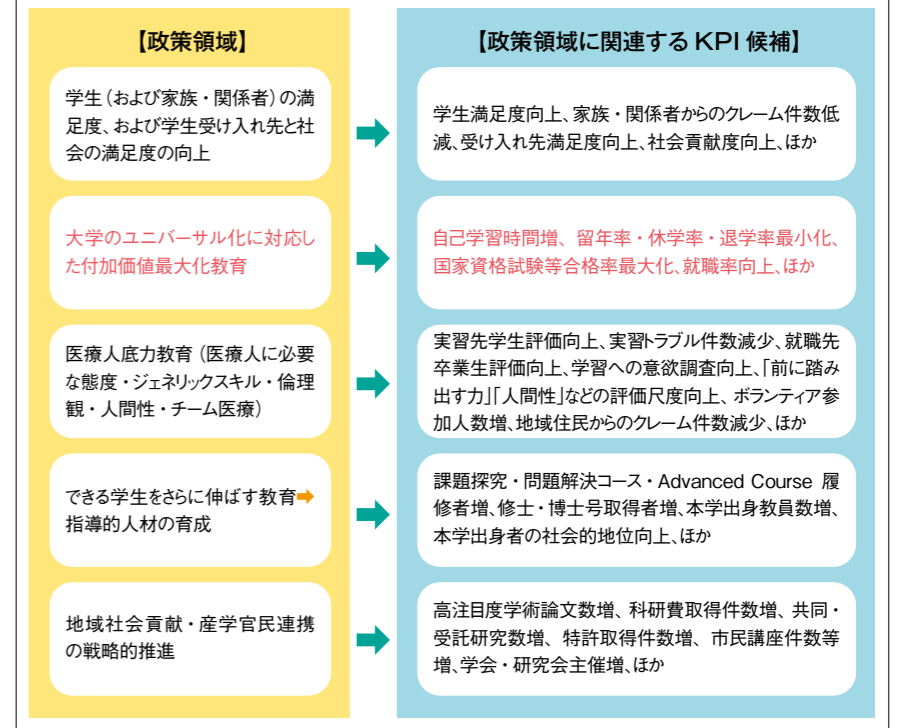 【政策領域】
【政策領域に関連する KPI 候補】
学生（および家族・関係者）の満
足度、および学生受け入れ先と社
会の満足度の向上
学生満足度向上、家族・関係者からのクレーム件数低
減、受け入れ先満足度向上、社会貢献度向上、ほか
大学のユニバーサル化に対応し
た付加価値最大化教育
自己学習時間増、留年率・休学率・退学率最小化、
国家資格試験等合格率最大化、就職率向上、ほか
医療人底力教育（医療人に必要
な態度・ジェネリックスキル・倫理
観・人間性・チーム医療）
実習先学生評価向上、実習トラブル件数減少、就職先
卒業生評価向上、学習への意欲調査向上、「前に踏み
出す力」「人間性」などの評価尺度向上、ボランティア参
加人数増、地域住民からのクレーム件数減少、ほか
できる学生をさらに伸ばす教育➡
指導的人材の育成
課題探究・問題解決コース・Advanced Course 履
修者増、修士・博士号取得者増、本学出身教員数増、
本学出身者の社会的地位向上、ほか
地域社会貢献・産学官民連携
の戦略的推進
高注目度学術論文数増、科研費取得件数増、共同・
受託研究数増、特許取得件数増、市民講座件数等
増、学会・研究会主催増、ほか